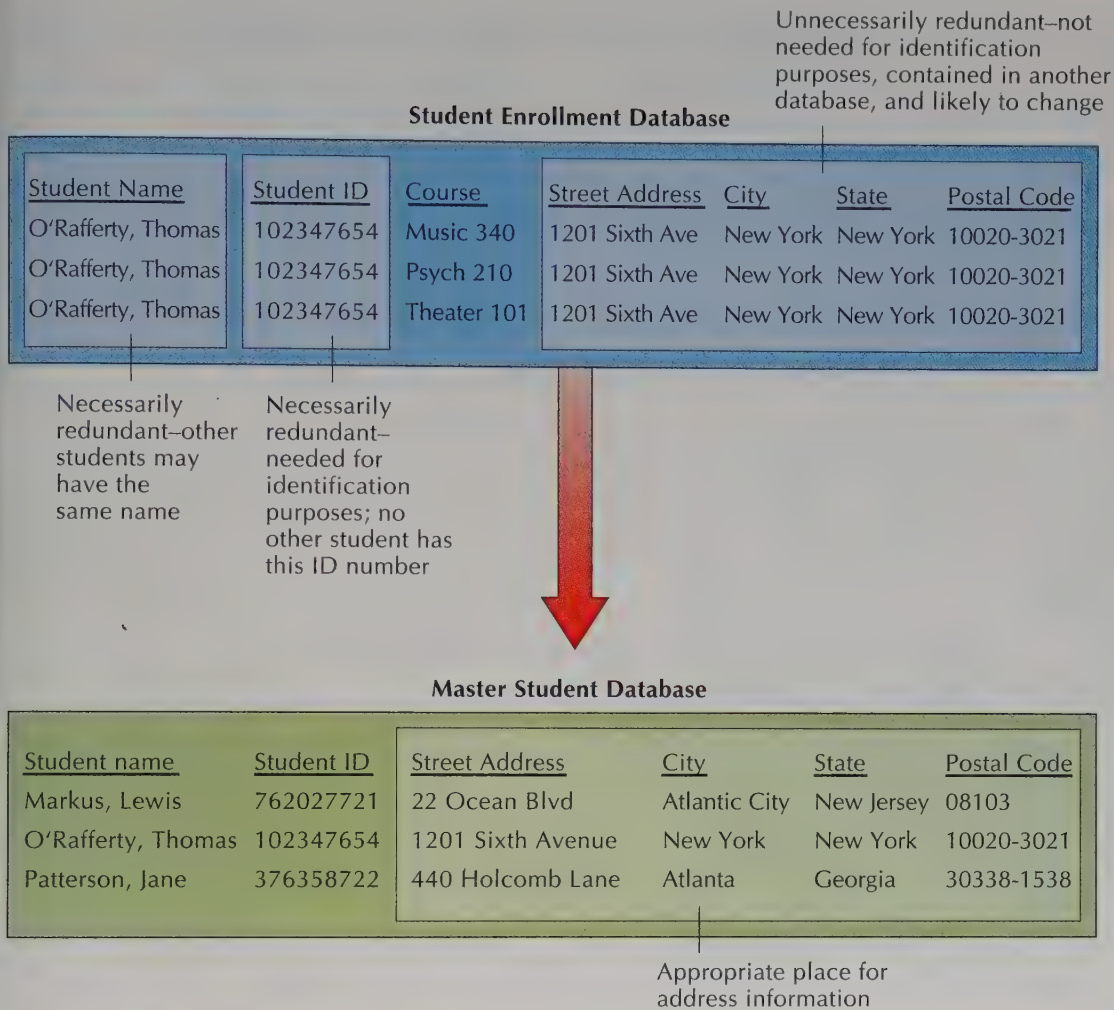 Unnecessarily redundant–not
needed for identification
purposes, contained in another
database, and likely to change
Student Enrollment Database
Student Name Student ID Course Street Address City State Postal Code
O'Rafferty, Thomas 102347654 Music 340 1201 Sixth Ave New York New York 10020-3021
O'Rafferty, Thomas 102347654 Psych 210 1201 Sixth Ave New York New York 10020-3021
O'Rafferty, Thomas 102347654 Theater 101 1201 Sixth Ave New York New York 10020-3021
Necessarily
redundant–other
students may
have the
same name
Necessarily
redundant–
needed for
identification
purposes; no
other student has
this ID number
Master Student Database
Student name Student ID Street Address City State Postal Code
Markus, Lewis 762027721 22 Ocean Blvd Atlantic City New Jersey 08103
O'Rafferty, Thomas 102347654 1201 Sixth Avenue New York New York 10020-3021
Patterson, Jane 376358722 440 Holcomb Lane Atlanta Georgia 30338-1538
Appropriate place for
address information